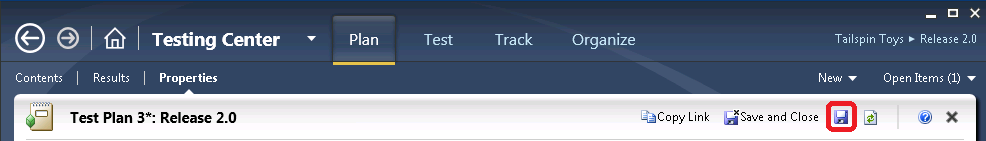 Testing Center Plan Test Track Organize Tailspin Toys ▸ Release 2.0
Contents Results Properties New Open Items (1)
Test Plan 3*: Release 2.0 Copy Link Save and Close